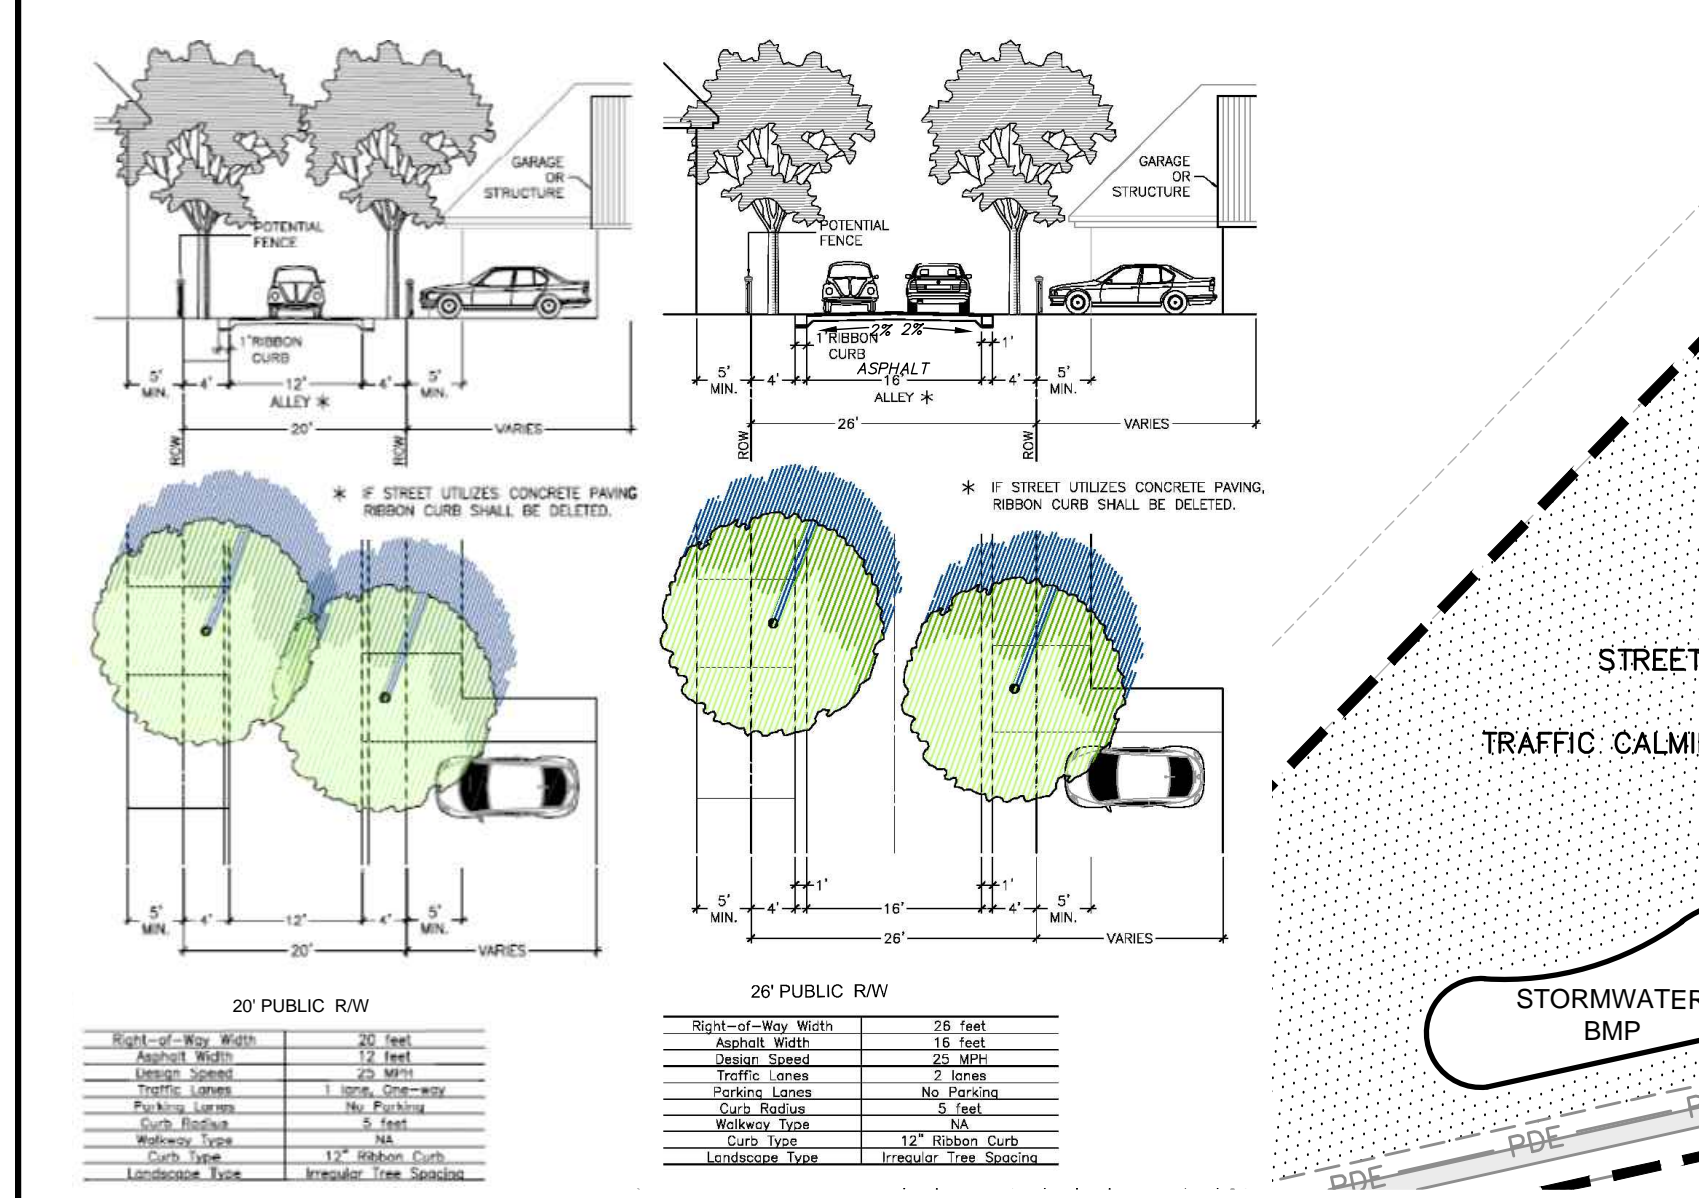 GARAGE
OR
STRUCTURE
POTENTIAL
FENCE
1' RIBBON
CURB
5'
MIN.
4'
12'
4'
5'
MIN.
ALLEY *
20'
VARIES
ROW
ROW
* IF STREET UTILIZES CONCRETE PAVING
RIBBON CURB SHALL BE DELETED.
5'
MIN.
4'
12'
4'
5'
MIN.
20'
VARIES
20' PUBLIC R/W
Right-of-Way Width 20 feet
Asphalt Width 12 feet
Design Speed 25 MPH
Traffic Lanes 1 lane, One-way
Parking Lanes No Parking
Curb Radius 5 feet
Walkway Type NA
Curb Type 12" Ribbon Curb
Landscape Type Irregular Tree Spacing
GARAGE
OR
STRUCTURE
POTENTIAL
FENCE
2% 2%
1' RIBBON
CURB
1'
ASPHALT
5'
MIN.
4'
16'
4'
5'
MIN.
ALLEY *
26'
VARIES
ROW
ROW
* IF STREET UTILIZES CONCRETE PAVING,
RIBBON CURB SHALL BE DELETED.
1'
1'
5'
MIN.
4'
16'
4'
5'
MIN.
26'
VARIES
26' PUBLIC R/W
Right-of-Way Width 26 feet
Asphalt Width 16 feet
Design Speed 25 MPH
Traffic Lanes 2 lanes
Parking Lanes No Parking
Curb Radius 5 feet
Walkway Type NA
Curb Type 12" Ribbon Curb
Landscape Type Irregular Tree Spacing
STREET
TRAFFIC CALMI
STORMWATER
BMP
PDE
PDE